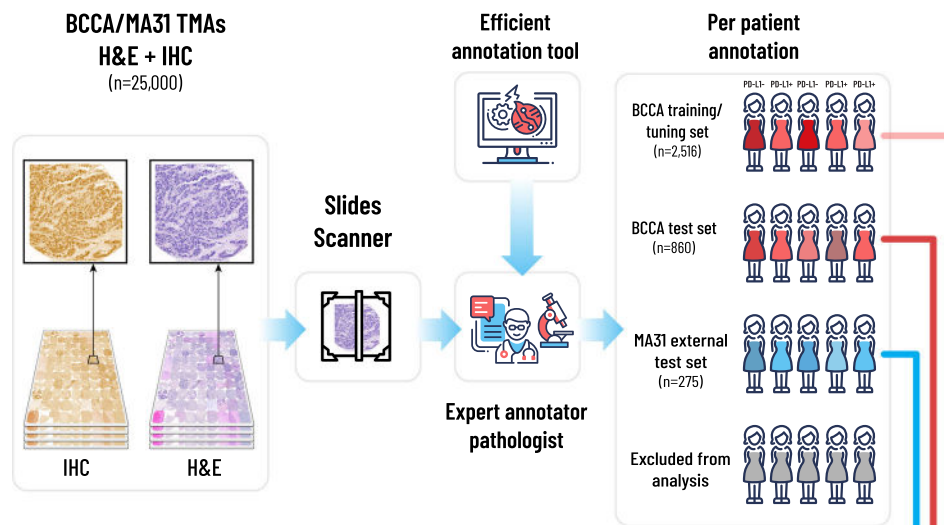 BCCA/MA31 TMAs
H&E + IHC
(n=25,000)
IHC
H&E
Slides
Scanner
Efficient
annotation tool
Expert annotator
pathologist
Per patient
annotation
PD-L1- PD-L1+ PD-L1- PD-L1+ PD-L1+
BCCA training/
tuning set
(n=2,516)
BCCA test set
(n=860)
MA31 external
test set
(n=275)
Excluded from
analysis